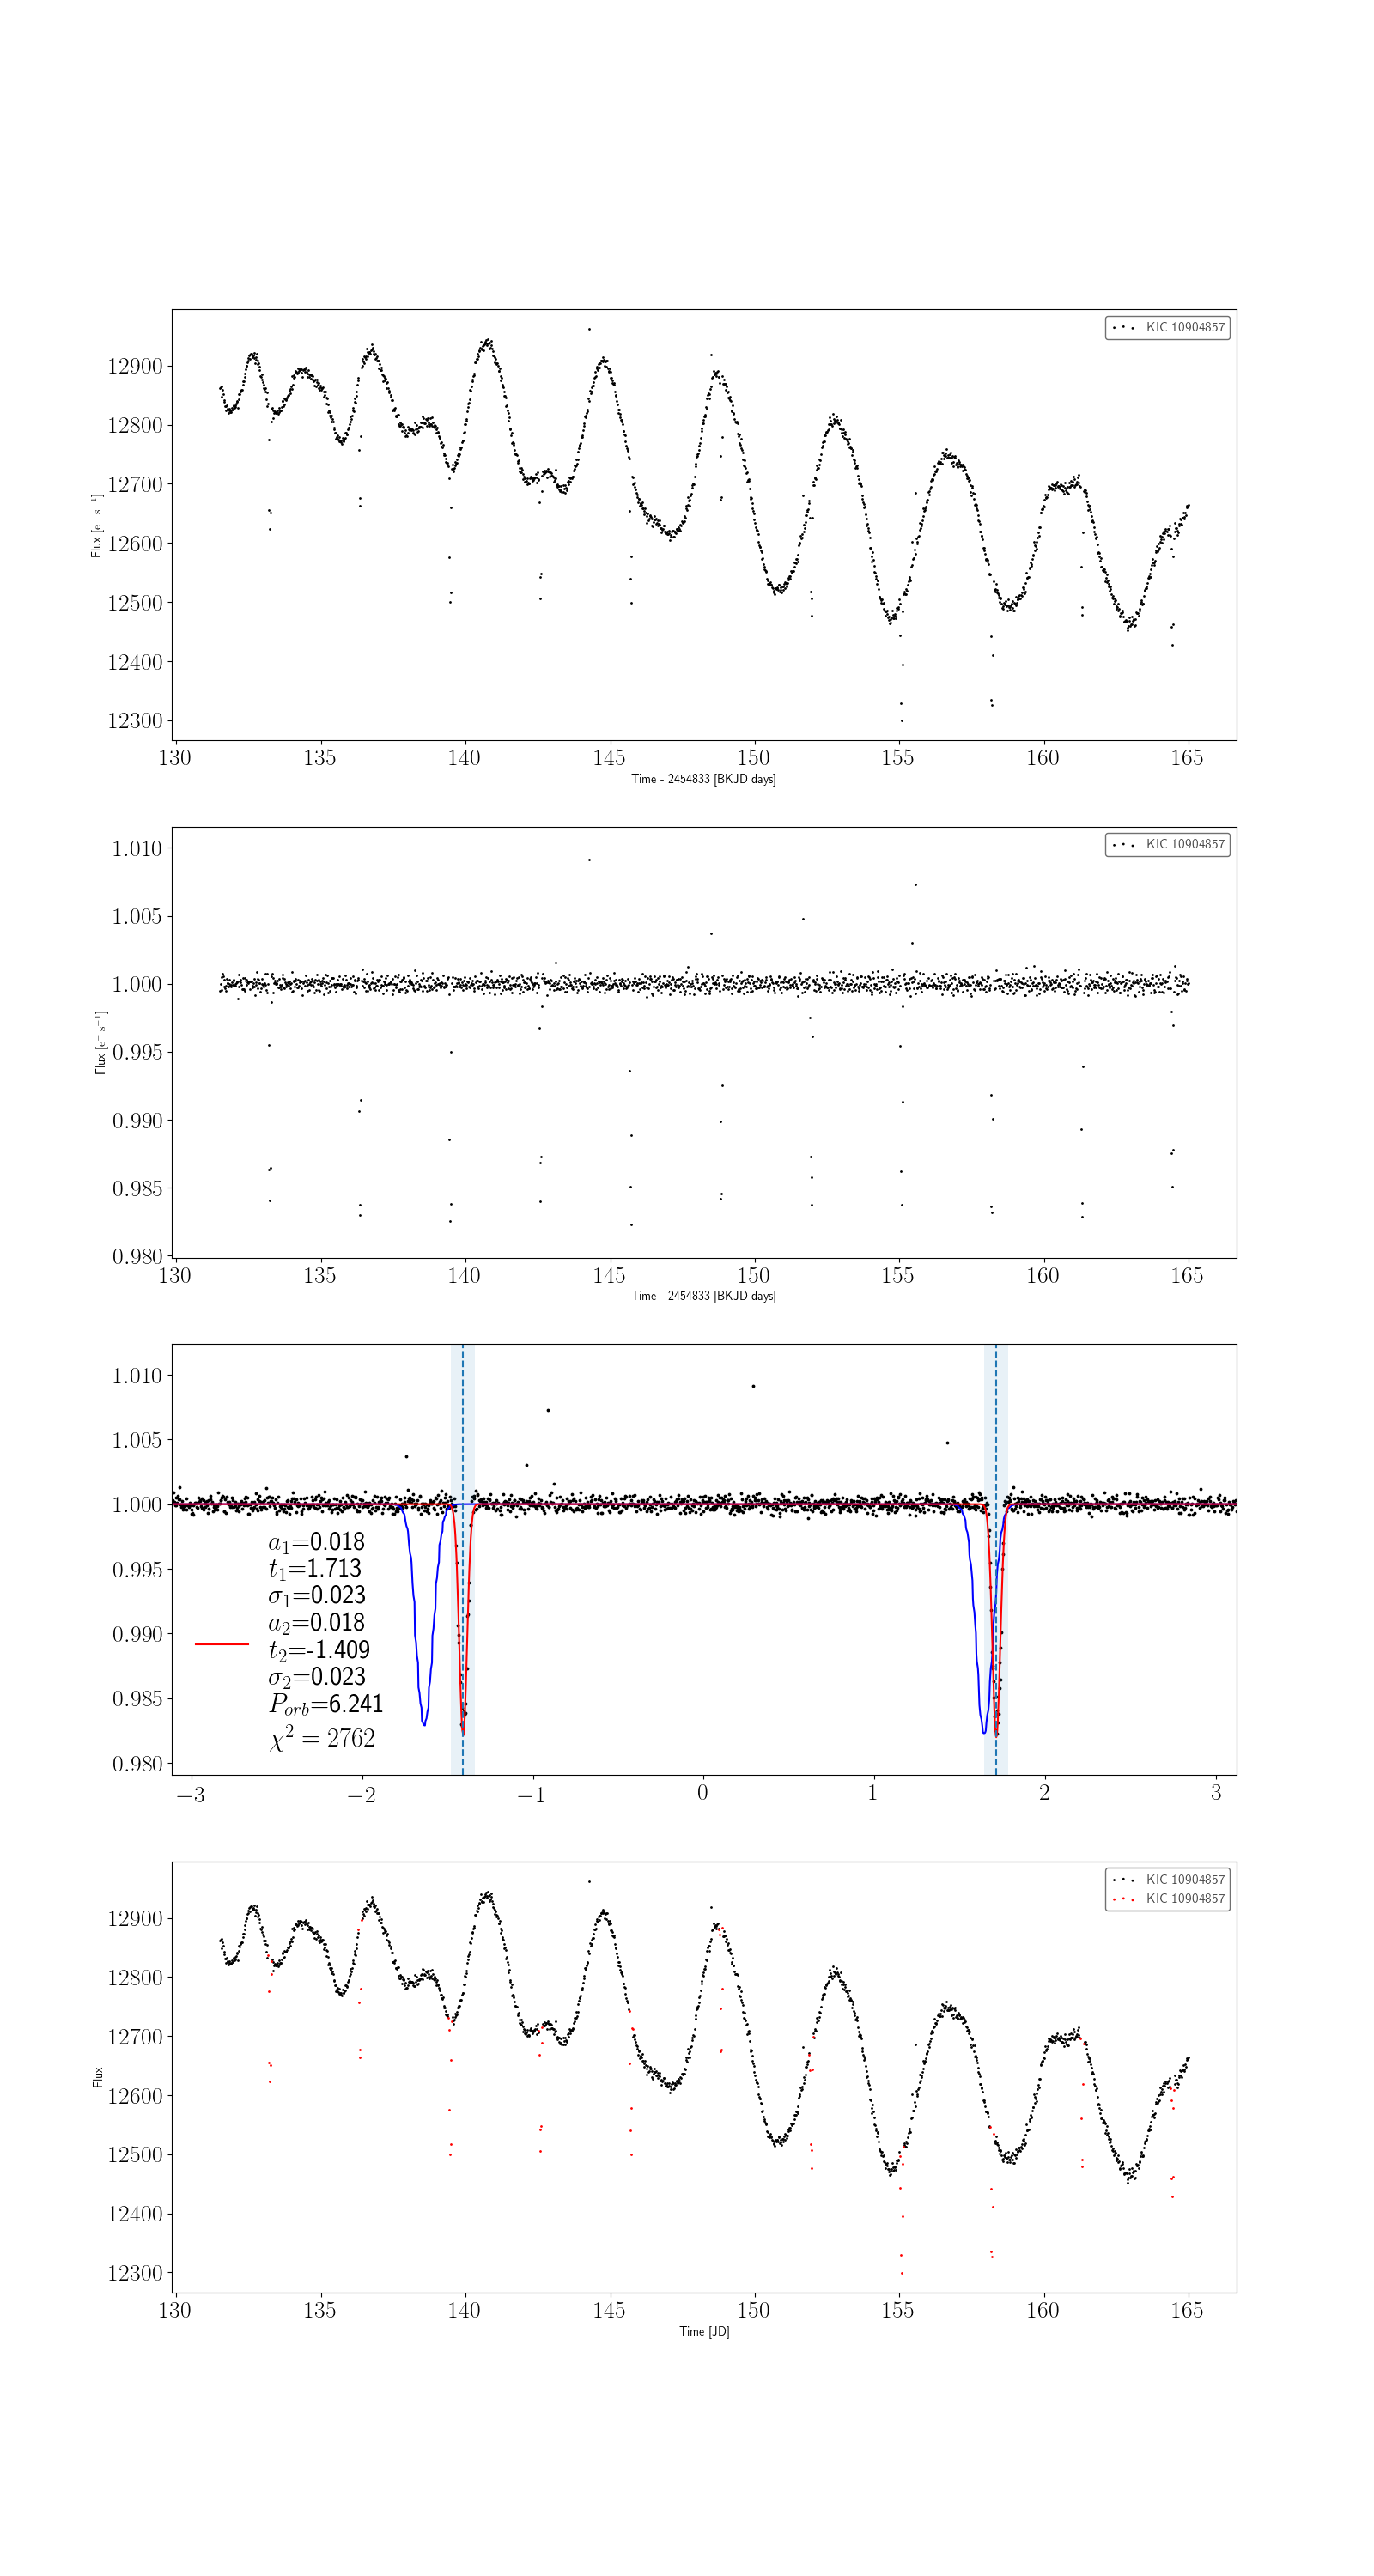 KIC 10904857
12900
12800
12700
12600
12500
12400
12300
Flux [e⁻ s⁻¹]
130 135 140 145 150 155 160 165
Time - 2454833 [BKJD days]
KIC 10904857
1.010
1.005
1.000
0.995
0.990
0.985
0.980
Flux [e⁻ s⁻¹]
130 135 140 145 150 155 160 165
Time - 2454833 [BKJD days]
1.010
1.005
1.000
0.995
0.990
0.985
0.980
a₁=0.018
t₁=1.713
σ₁=0.023
a₂=0.018
t₂=-1.409
σ₂=0.023
P_orb=6.241
χ² = 2762
−3 −2 −1 0 1 2 3
KIC 10904857
KIC 10904857
12900
12800
12700
12600
12500
12400
12300
Flux
130 135 140 145 150 155 160 165
Time [JD]